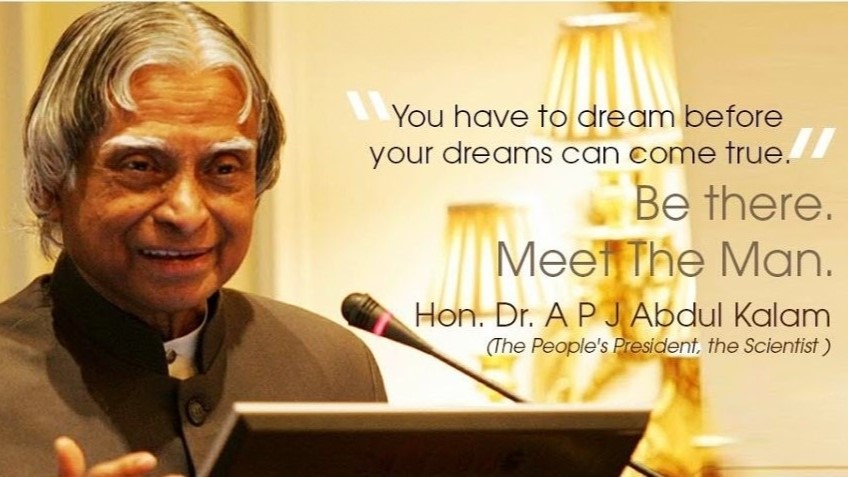 "You have to dream before
your dreams can come true."
Be there.
Meet The Man.
Hon. Dr. A P J Abdul Kalam
(The People's President, the Scientist )